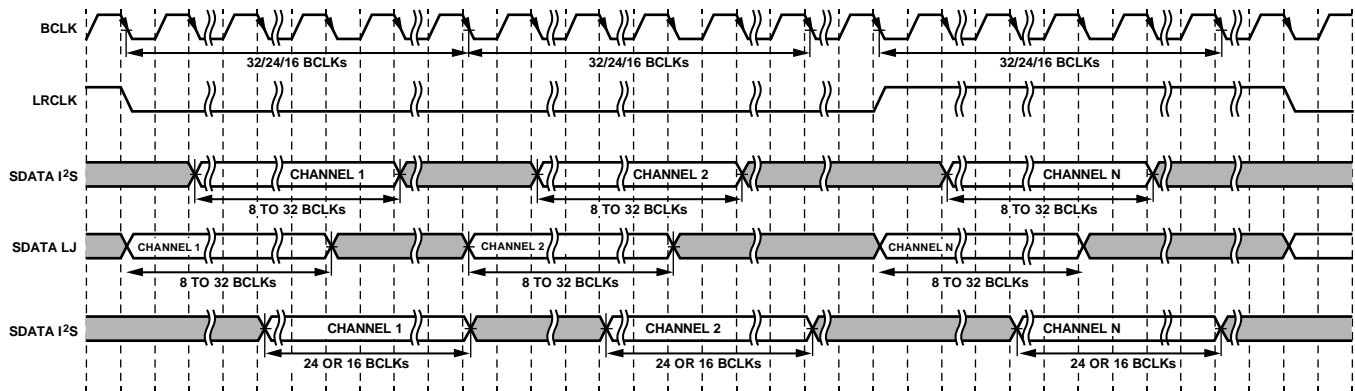 BCLK
32/24/16 BCLKs
32/24/16 BCLKs
32/24/16 BCLKs
LRCLK
SDATA I²S
CHANNEL 1
CHANNEL 2
CHANNEL N
8 TO 32 BCLKs
8 TO 32 BCLKs
8 TO 32 BCLKs
SDATA LJ
CHANNEL 1
CHANNEL 2
CHANNEL N
8 TO 32 BCLKs
8 TO 32 BCLKs
8 TO 32 BCLKs
SDATA I²S
CHANNEL 1
CHANNEL 2
CHANNEL N
24 OR 16 BCLKs
24 OR 16 BCLKs
24 OR 16 BCLKs